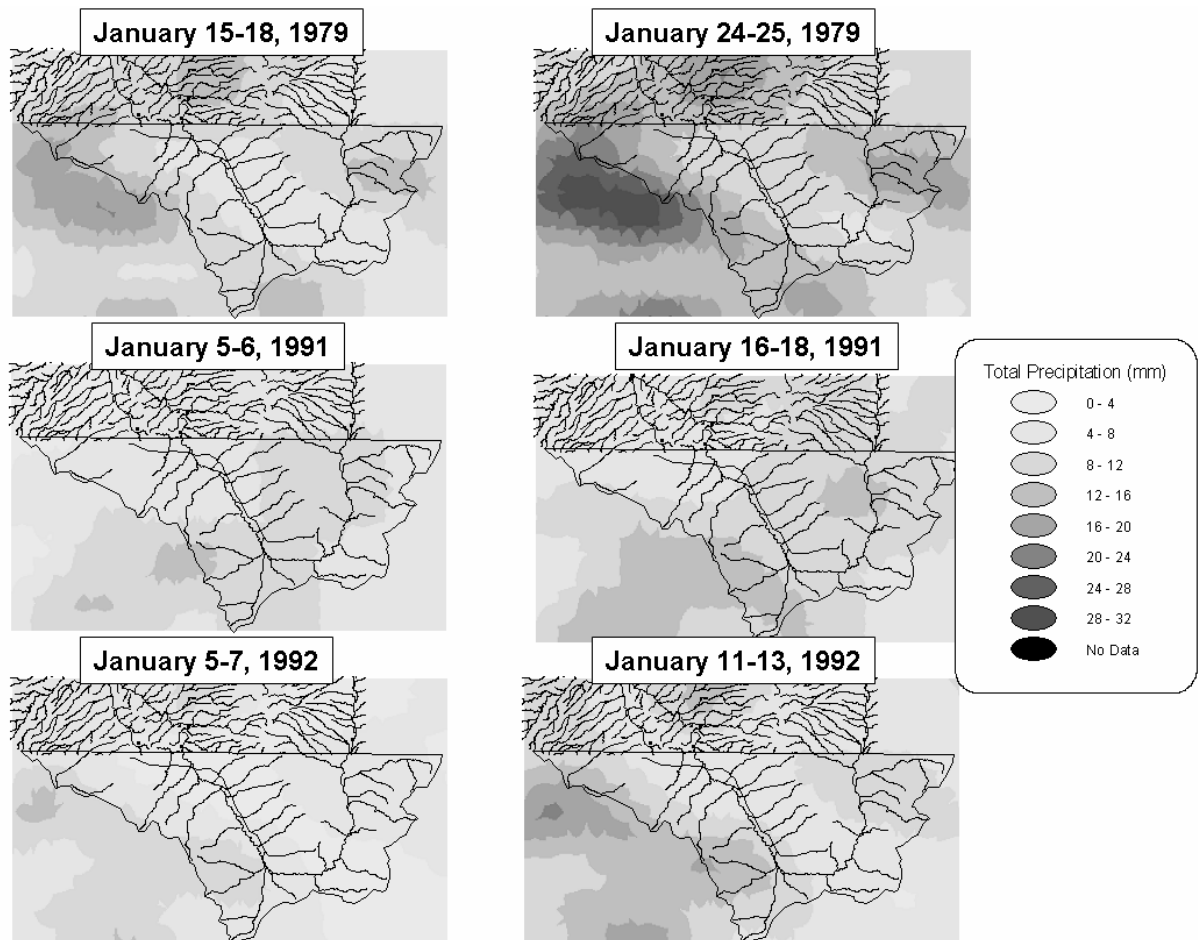 January 15-18, 1979
January 24-25, 1979
January 5-6, 1991
January 16-18, 1991
Total Precipitation (mm)
0 - 4
4 - 8
8 - 12
12 - 16
16 - 20
20 - 24
24 - 28
28 - 32
No Data
January 5-7, 1992
January 11-13, 1992